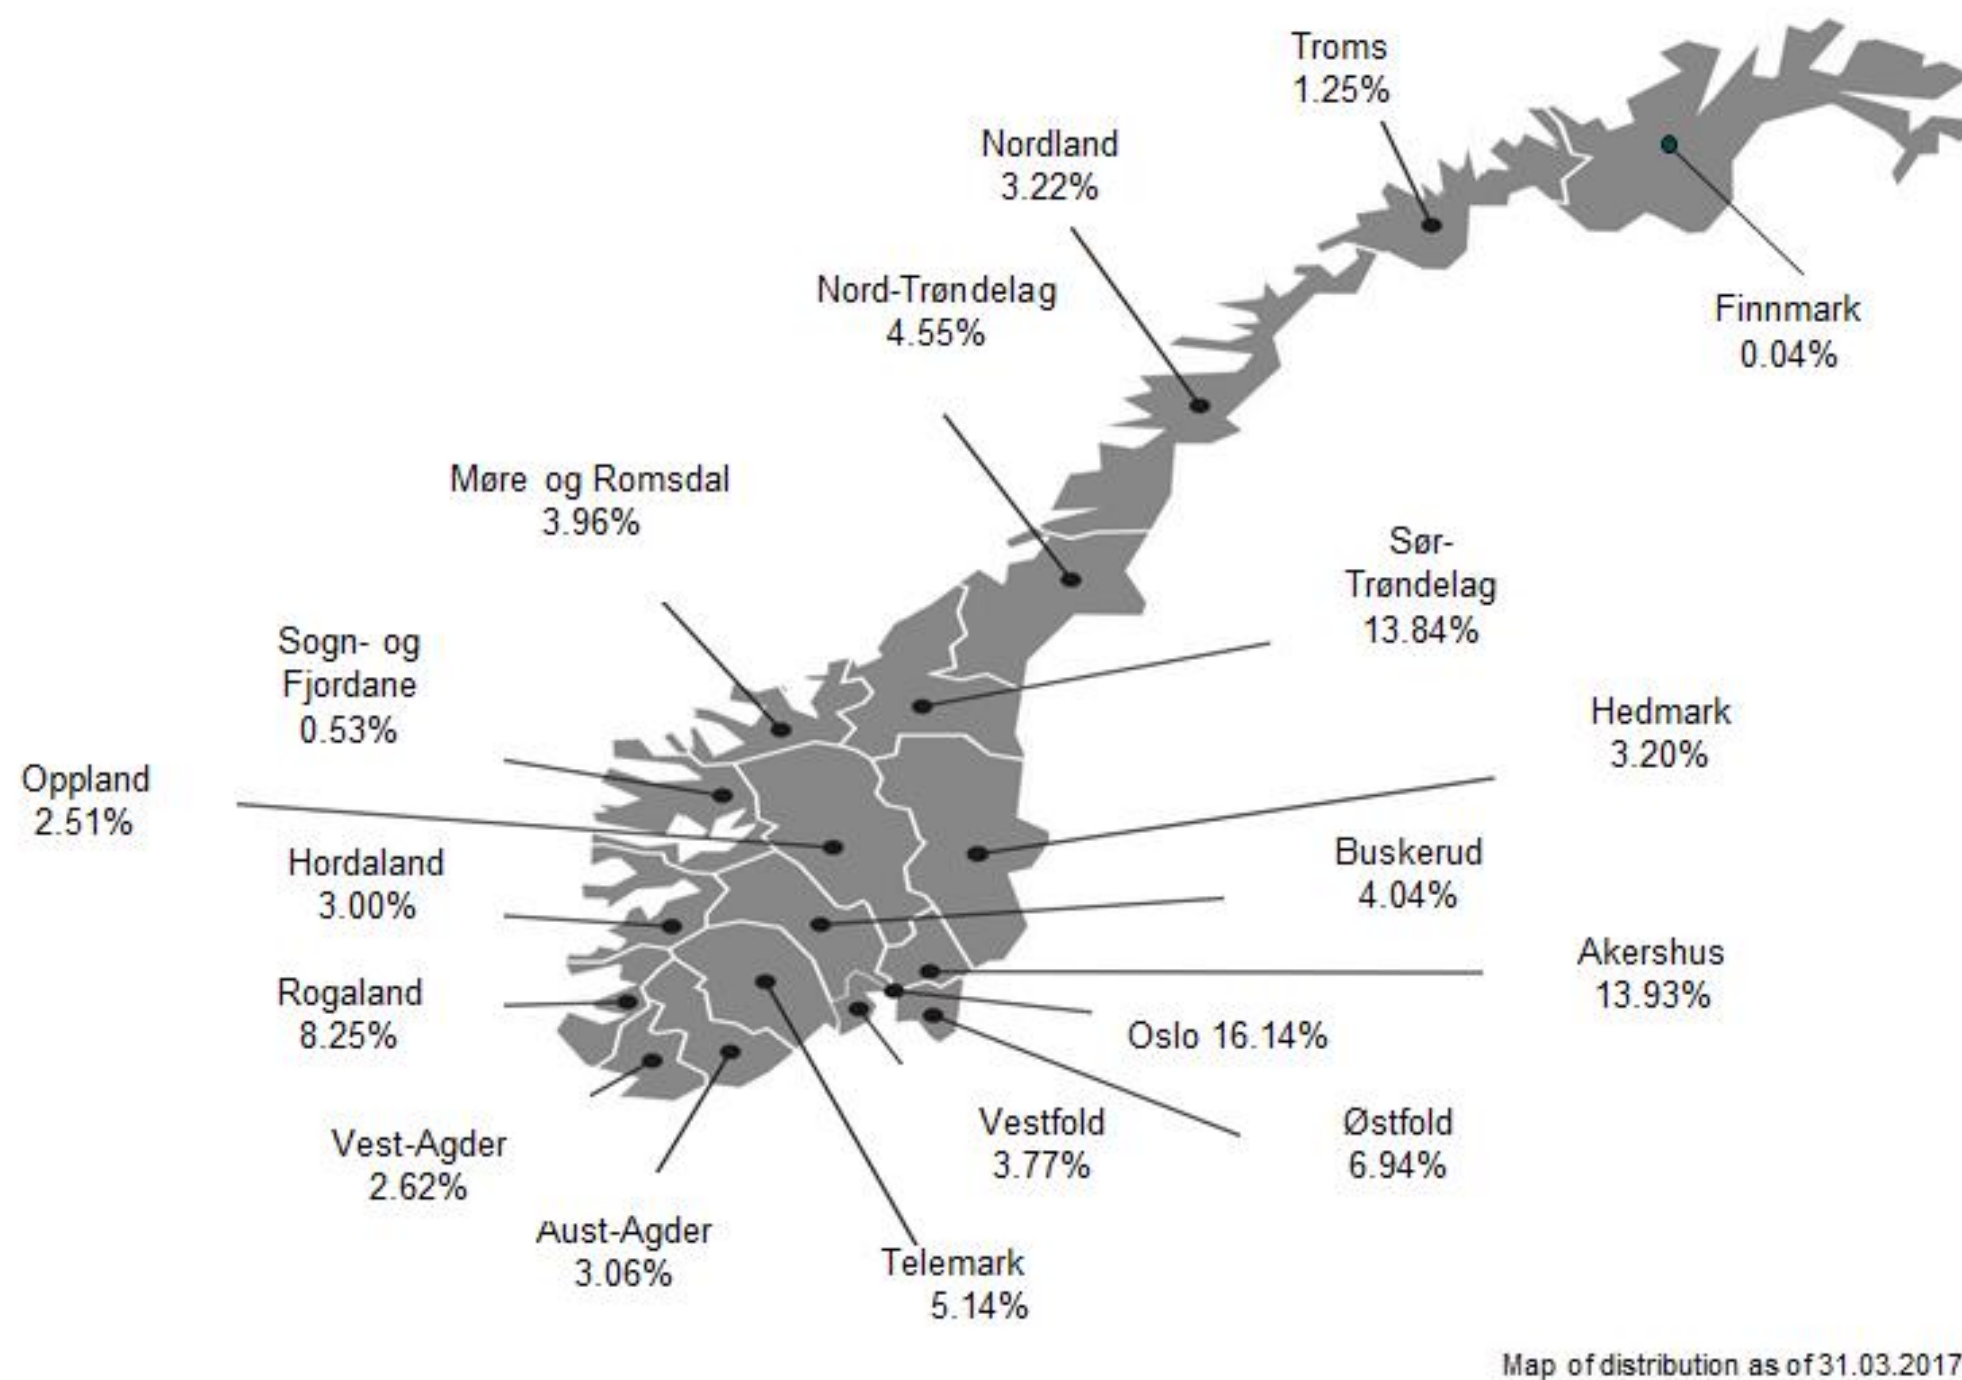 Troms
1.25%
Nordland
3.22%
Nord-Trøndelag
4.55%
Finnmark
0.04%
Møre og Romsdal
3.96%
Sør-
Trøndelag
13.84%
Sogn- og
Fjordane
0.53%
Hedmark
3.20%
Oppland
2.51%
Hordaland
3.00%
Buskerud
4.04%
Akershus
13.93%
Rogaland
8.25%
Oslo 16.14%
Vestfold
3.77%
Østfold
6.94%
Vest-Agder
2.62%
Aust-Agder
3.06%
Telemark
5.14%
Map of distribution as of 31.03.2017